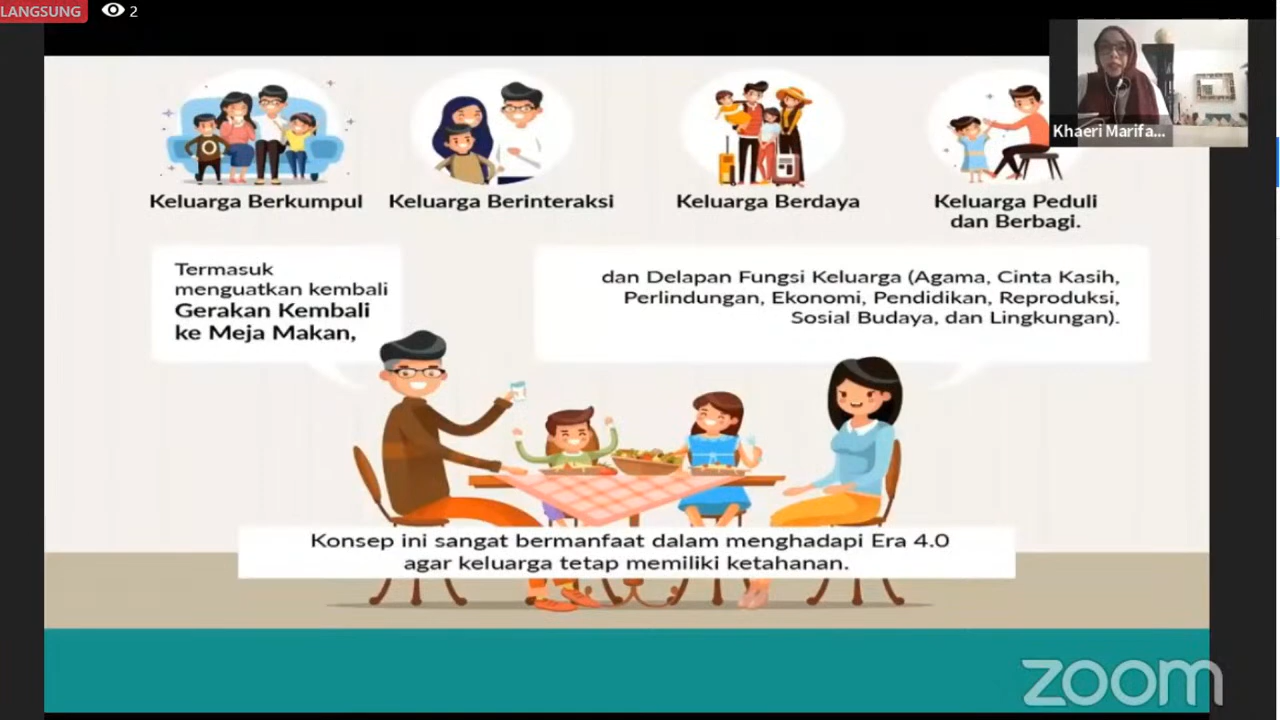 LANGSUNG
2
Khaeri Marifa...
Keluarga Berkumpul
Keluarga Berinteraksi
Keluarga Berdaya
Keluarga Peduli
dan Berbagi.
Termasuk
menguatkan kembali
Gerakan Kembali
ke Meja Makan,
dan Delapan Fungsi Keluarga (Agama, Cinta Kasih,
Perlindungan, Ekonomi, Pendidikan, Reproduksi,
Sosial Budaya, dan Lingkungan).
Konsep ini sangat bermanfaat dalam menghadapi Era 4.0
agar keluarga tetap memiliki ketahanan.
zoom